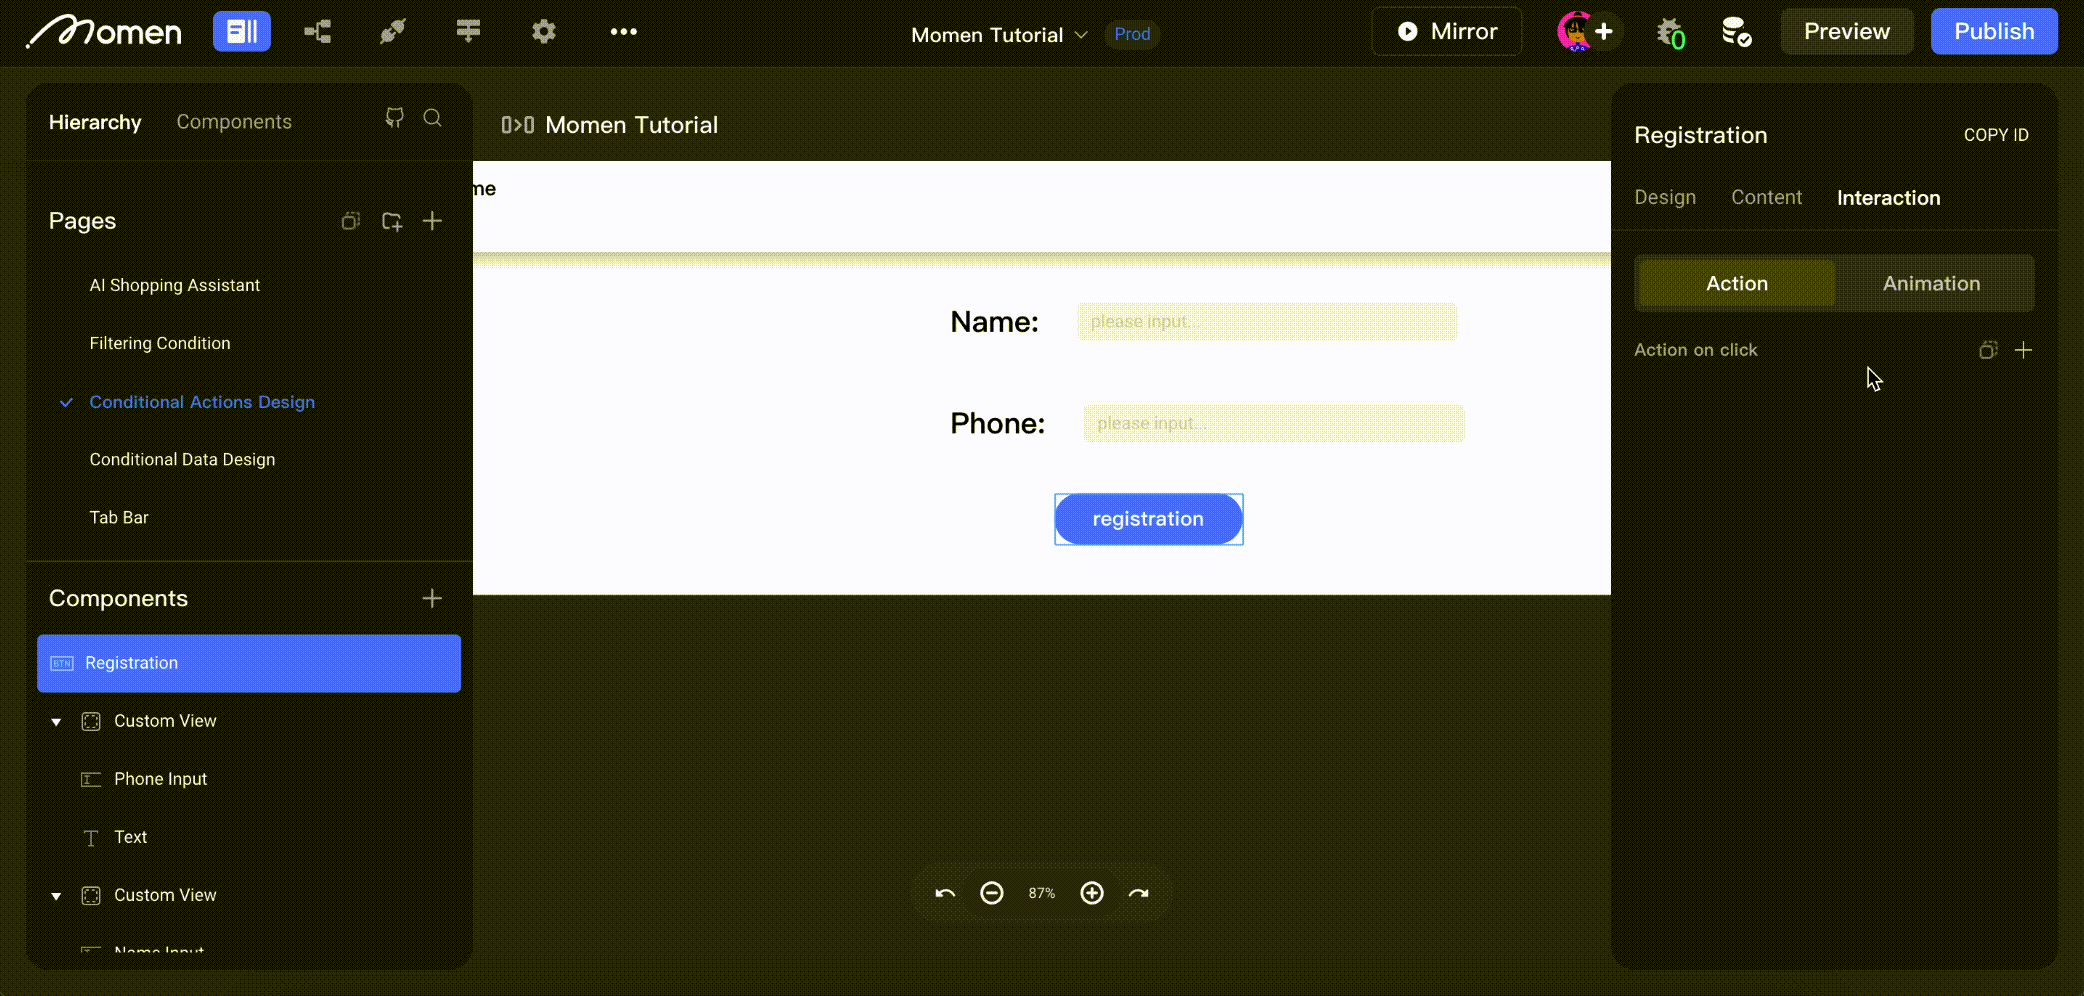 Momen
Momen Tutorial
Prod
Mirror
0
Preview
Publish
Hierarchy
Components
Pages
AI Shopping Assistant
Filtering Condition
Conditional Actions Design
Conditional Data Design
Tab Bar
Components
BTN Registration
Custom View
Phone Input
Text
Custom View
Name Input
Momen Tutorial
me
Name:
please input...
Phone:
please input...
registration
87%
Registration
COPY ID
Design
Content
Interaction
Action
Animation
Action on click